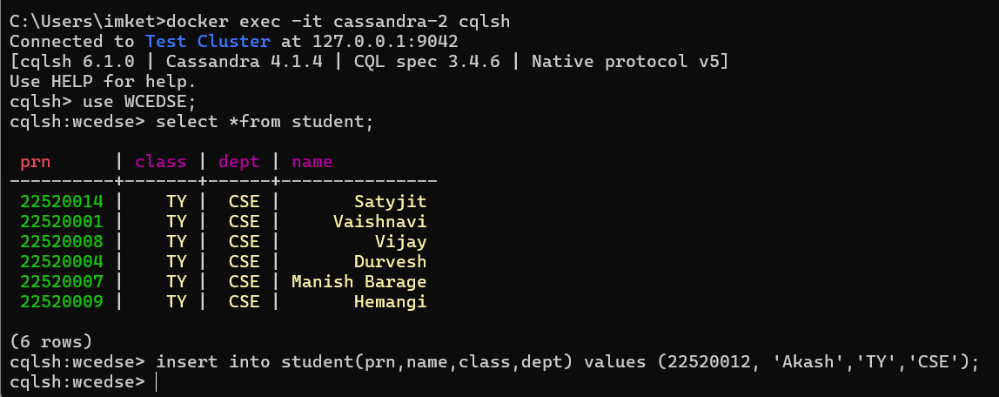 C:\Users\imket>docker exec -it cassandra-2 cqlsh
Connected to Test Cluster at 127.0.0.1:9042
[cqlsh 6.1.0 | Cassandra 4.1.4 | CQL spec 3.4.6 | Native protocol v5]
Use HELP for help.
cqlsh> use WCEDSE;
cqlsh:wcedse> select *from student;

 prn      | class | dept | name
----------+-------+------+---------------
 22520014 |    TY |  CSE |       Satyjit
 22520001 |    TY |  CSE |     Vaishnavi
 22520008 |    TY |  CSE |         Vijay
 22520004 |    TY |  CSE |       Durvesh
 22520007 |    TY |  CSE | Manish Barage
 22520009 |    TY |  CSE |       Hemangi

(6 rows)
cqlsh:wcedse> insert into student(prn,name,class,dept) values (22520012, 'Akash','TY','CSE');
cqlsh:wcedse>